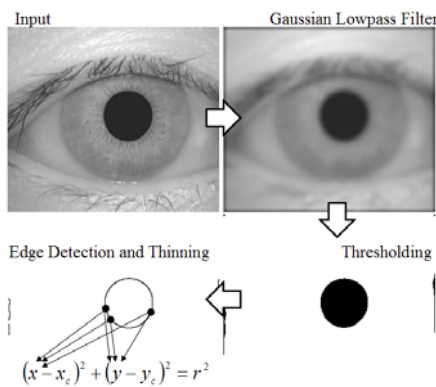 Input
Gaussian Lowpass Filter
Edge Detection and Thinning
Thresholding
(x − x_c)² + (y − y_c)² = r²